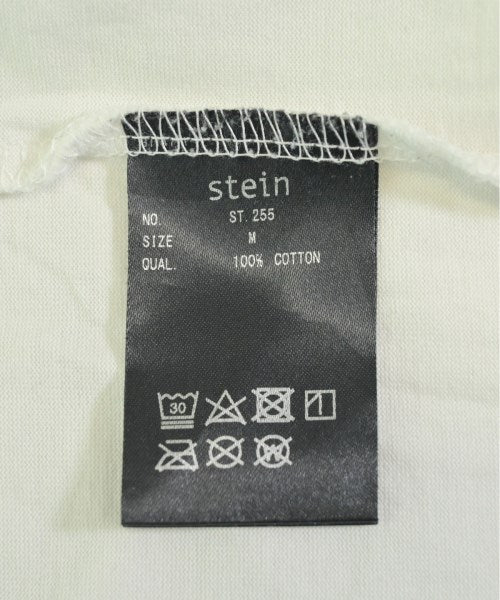 stein
NO. ST. 255
SIZE M
QUAL. 100% COTTON
30
W